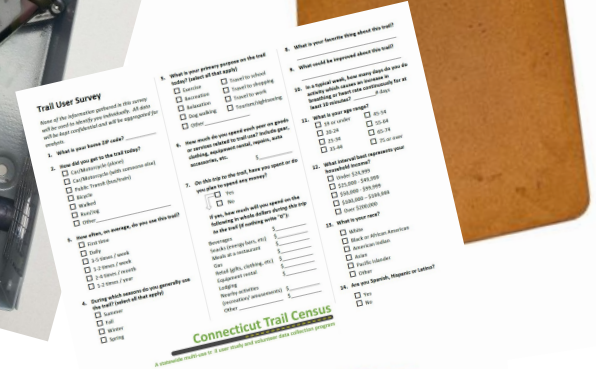 Trail User Survey
None of the information gathered in this survey
will be used to identify you individually. All data
will be kept confidential and will be aggregated for
analysis.
1. What is your home ZIP code?
2. How did you get to the trail today?
Car/Motorcycle (alone)
Car/Motorcycle (with someone else)
Public Transit (bus/train)
Bicycle
Walked
Running
Other
3. How often, on average, do you use this trail?
First time
Daily
3-5 times / week
1-2 times / week
2-4 times / month
1-2 times / year
4. During which seasons do you generally use
the trail? (select all that apply)
Summer
Fall
Winter
Spring
5. What is your primary purpose on the trail
today? (select all that apply)
Exercise
Recreation
Relaxation
Dog walking
Other
Travel to school
Travel to shopping
Travel to work
Tourism/sightseeing
6. How much do you spend each year on goods
or services related to trail use? Include gear,
clothing, equipment rental, repairs, auto
accessories, etc.
$
7. On this trip to the trail, have you spent or do
you plan to spend any money?
Yes
No
If yes, how much will you spend on the
following in whole dollars during this trip
to the trail (if nothing write "0"):
Beverages $
Snacks (energy bars, etc) $
Meals at a restaurant $
Gas $
Retail (gifts, clothing, etc) $
Equipment rental $
Lodging $
Nearby activities
(recreation/ amusements) $
Other $
8. What is your favorite thing about this trail?
9. What could be improved about this trail?
10. In a typical week, how many days do you do
activity which causes an increase in
breathing or heart rate continuously for at
least 10 minutes? # days
11. What is your age range?
19 or under
20-24
25-34
35-44
45-54
55-64
65-74
75 or over
12. What interval best represents your
household income?
Under $24,999
$25,000 - $49,999
$50,000 - $99,999
$100,000 - $199,999
Over $200,000
13. What is your race?
White
Black or African American
American Indian
Asian
Pacific Islander
Other
14. Are you Spanish, Hispanic or Latino?
Yes
No
Connecticut Trail Census
A statewide multi-use trail user study and volunteer data collection program